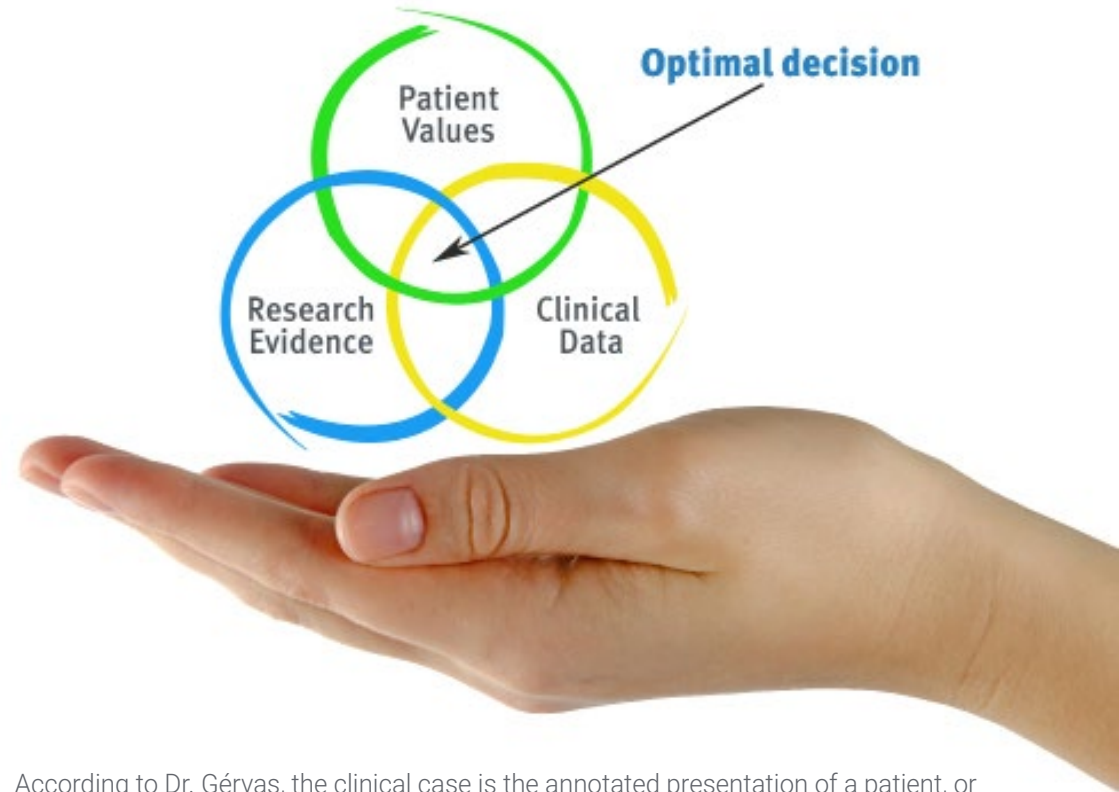 Optimal decision
Patient
Values
Research
Evidence
Clinical
Data
According to Dr. Gérvas, the clinical case is the annotated presentation of a patient, or